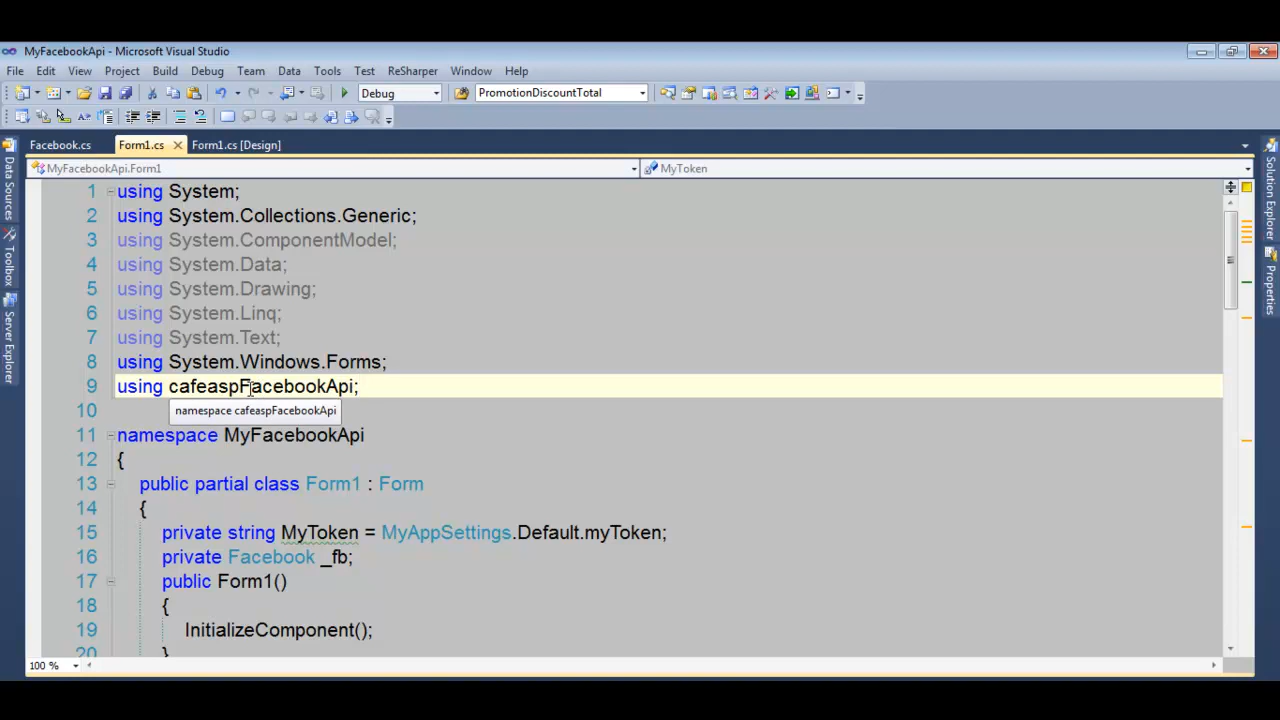 MyFacebookApi - Microsoft Visual Studio
File Edit View Project Build Debug Team Data Tools Test ReSharper Window Help
Debug PromotionDiscountTotal
Facebook.cs Form1.cs Form1.cs [Design]
MyFacebookApi.Form1 MyToken
Data Sources
Toolbox
Server Explorer
Solution Explorer
Properties
1 using System;
2 using System.Collections.Generic;
3 using System.ComponentModel;
4 using System.Data;
5 using System.Drawing;
6 using System.Linq;
7 using System.Text;
8 using System.Windows.Forms;
9 using cafeaspFacebookApi;
10 namespace cafeaspFacebookApi
11 namespace MyFacebookApi
12 {
13 public partial class Form1 : Form
14 {
15 private string MyToken = MyAppSettings.Default.myToken;
16 private Facebook _fb;
17 public Form1()
18 {
19 InitializeComponent();
20 }
100 %